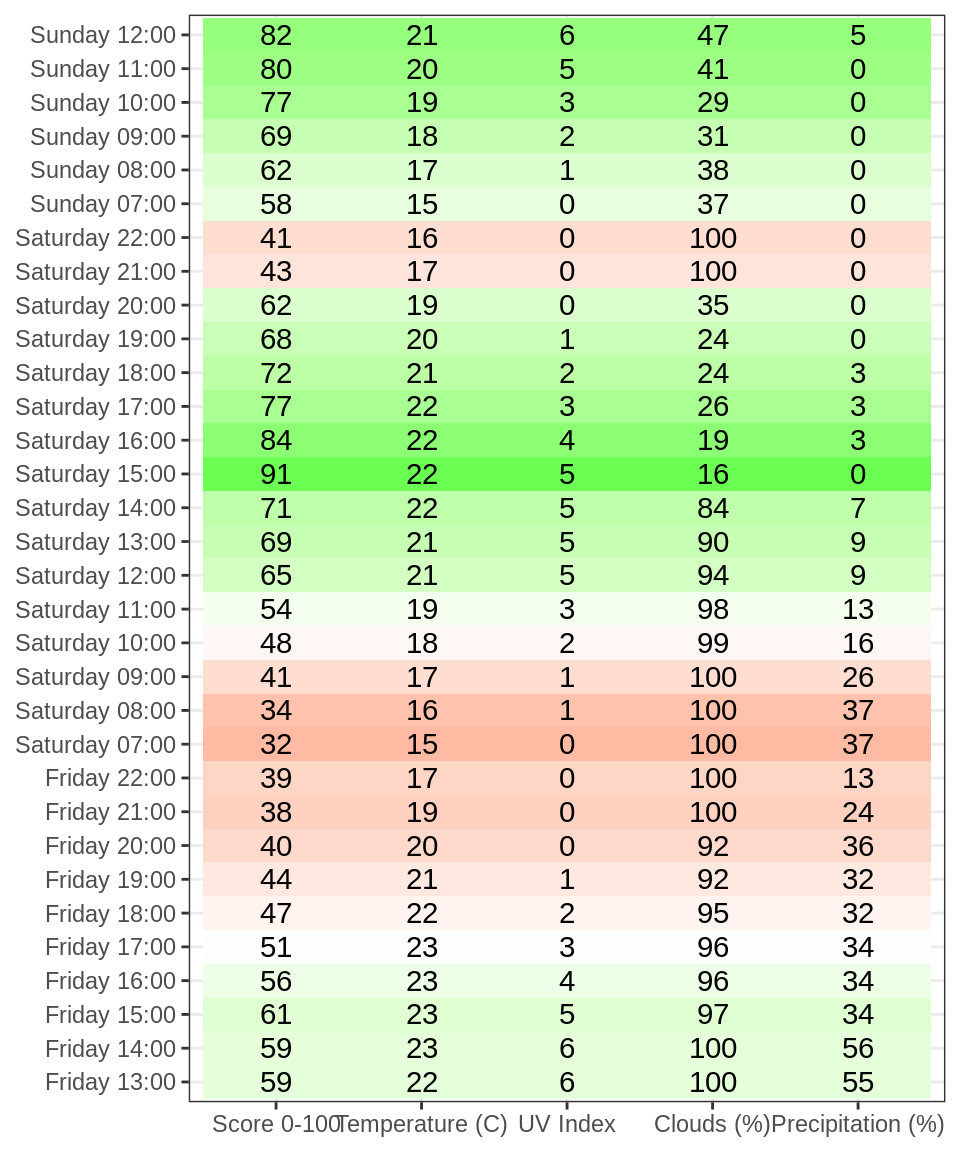 Sunday 12:00 82 21 6 47 5
Sunday 11:00 80 20 5 41 0
Sunday 10:00 77 19 3 29 0
Sunday 09:00 69 18 2 31 0
Sunday 08:00 62 17 1 38 0
Sunday 07:00 58 15 0 37 0
Saturday 22:00 41 16 0 100 0
Saturday 21:00 43 17 0 100 0
Saturday 20:00 62 19 0 35 0
Saturday 19:00 68 20 1 24 0
Saturday 18:00 72 21 2 24 3
Saturday 17:00 77 22 3 26 3
Saturday 16:00 84 22 4 19 3
Saturday 15:00 91 22 5 16 0
Saturday 14:00 71 22 5 84 7
Saturday 13:00 69 21 5 90 9
Saturday 12:00 65 21 5 94 9
Saturday 11:00 54 19 3 98 13
Saturday 10:00 48 18 2 99 16
Saturday 09:00 41 17 1 100 26
Saturday 08:00 34 16 1 100 37
Saturday 07:00 32 15 0 100 37
Friday 22:00 39 17 0 100 13
Friday 21:00 38 19 0 100 24
Friday 20:00 40 20 0 92 36
Friday 19:00 44 21 1 92 32
Friday 18:00 47 22 2 95 32
Friday 17:00 51 23 3 96 34
Friday 16:00 56 23 4 96 34
Friday 15:00 61 23 5 97 34
Friday 14:00 59 23 6 100 56
Friday 13:00 59 22 6 100 55
Score 0-100 Temperature (C) UV Index Clouds (%) Precipitation (%)